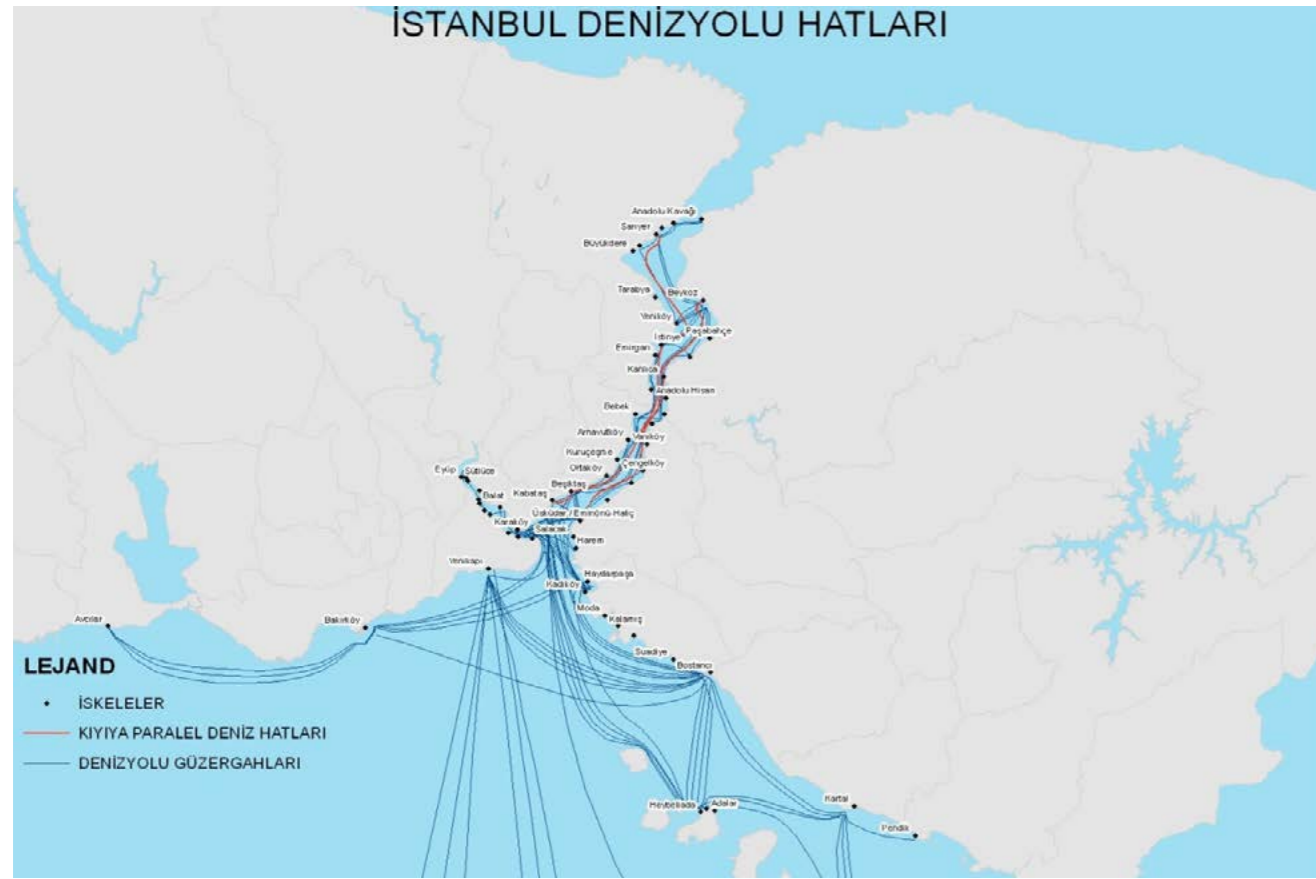 İSTANBUL DENİZYOLU HATLARI
Anadolu Kavağı
Sarıyer
Büyükdere
Tarabya
Beykoz
Yeniköy
Paşabahçe
İstinye
Emirgan
Kanlıca
Anadolu Hisarı
Bebek
Arnavutköy
Vaniköy
Kuruçeşme
Çengelköy
Ortaköy
Eyüp
Sütlüce
Beşiktaş
Kabataş
Balat
Üsküdar / Eminönü-Haliç
Karaköy
Salacak
Harem
Yenikapı
Haydarpaşa
Kadıköy
Moda
Kalamış
Avcılar
Bakırköy
Suadiye
Bostancı
LEJAND
İSKELELER
KIYIYA PARALEL DENİZ HATLARI
DENİZYOLU GÜZERGAHLARI
Heybeliada
Adalar
Kartal
Pendik